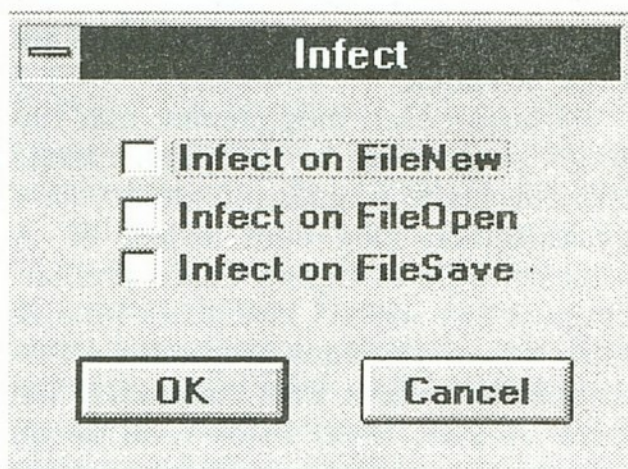 Infect
Infect on FileNew
Infect on FileOpen
Infect on FileSave
OK
Cancel